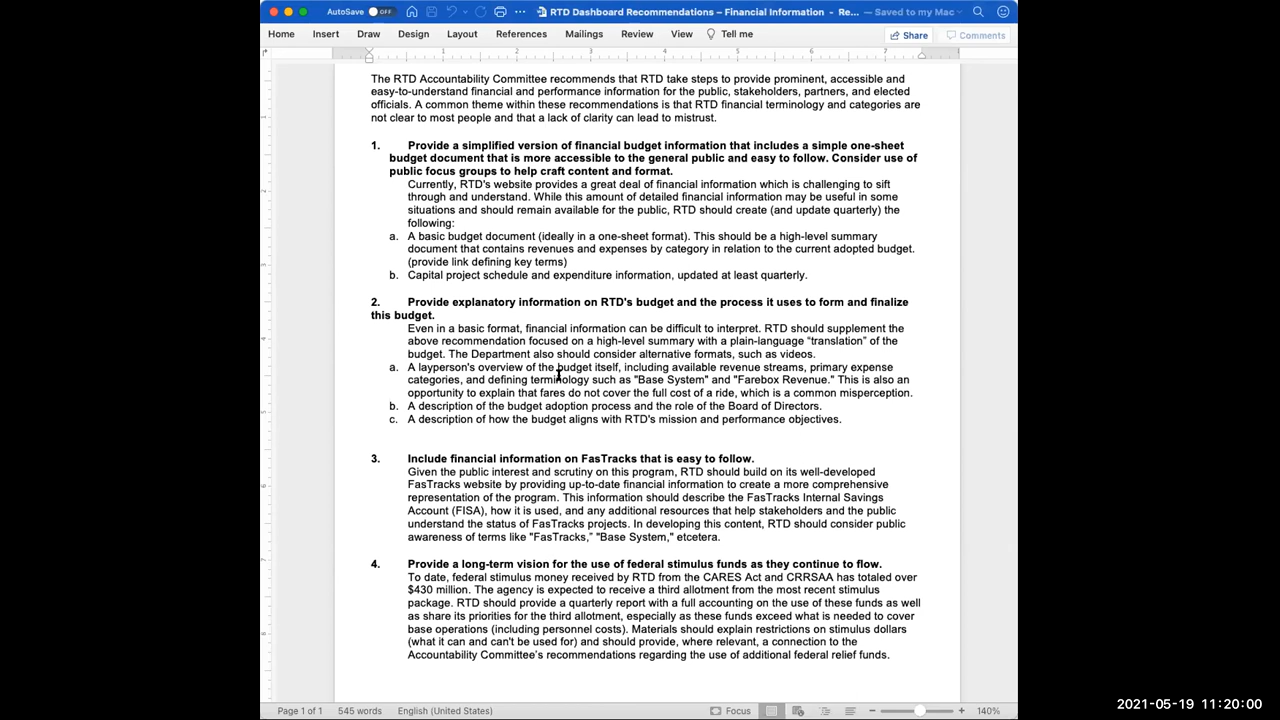 AutoSave OFF RTD Dashboard Recommendations – Financial Information - Re... — Saved to my Mac
Home Insert Draw Design Layout References Mailings Review View Tell me Share Comments
1 2 3 4 5 6 7
The RTD Accountability Committee recommends that RTD take steps to provide prominent, accessible and
easy-to-understand financial and performance information for the public, stakeholders, partners, and elected
officials. A common theme within these recommendations is that RTD financial terminology and categories are
not clear to most people and that a lack of clarity can lead to mistrust.
1. Provide a simplified version of financial budget information that includes a simple one-sheet
budget document that is more accessible to the general public and easy to follow. Consider use of
public focus groups to help craft content and format.
Currently, RTD's website provides a great deal of financial information which is challenging to sift
through and understand. While this amount of detailed financial information may be useful in some
situations and should remain available for the public, RTD should create (and update quarterly) the
following:
a. A basic budget document (ideally in a one-sheet format). This should be a high-level summary
document that contains revenues and expenses by category in relation to the current adopted budget.
(provide link defining key terms)
b. Capital project schedule and expenditure information, updated at least quarterly.
2. Provide explanatory information on RTD's budget and the process it uses to form and finalize
this budget.
Even in a basic format, financial information can be difficult to interpret. RTD should supplement the
above recommendation focused on a high-level summary with a plain-language “translation” of the
budget. The Department also should consider alternative formats, such as videos.
a. A layperson's overview of the budget itself, including available revenue streams, primary expense
categories, and defining terminology such as "Base System" and "Farebox Revenue." This is also an
opportunity to explain that fares do not cover the full cost of a ride, which is a common misperception.
b. A description of the budget adoption process and the role of the Board of Directors.
c. A description of how the budget aligns with RTD's mission and performance objectives.
3. Include financial information on FasTracks that is easy to follow.
Given the public interest and scrutiny on this program, RTD should build on its well-developed
FasTracks website by providing up-to-date financial information to create a more comprehensive
representation of the program. This information should describe the FasTracks Internal Savings
Account (FISA), how it is used, and any additional resources that help stakeholders and the public
understand the status of FasTracks projects. In developing this content, RTD should consider public
awareness of terms like "FasTracks,” "Base System," etcetera.
4. Provide a long-term vision for the use of federal stimulus funds as they continue to flow.
To date, federal stimulus money received by RTD from the CARES Act and CRRSAA has totaled over
$430 million. The agency is expected to receive a third allotment from the most recent stimulus
package. RTD should provide a quarterly report with a full accounting on the use of these funds as well
as share its priorities for the third allotment, especially as these funds exceed what is needed to cover
base operations (including personnel costs). Materials should explain restrictions on stimulus dollars
(what it can and can't be used for) and should provide, where relevant, a connection to the
Accountability Committee's recommendations regarding the use of additional federal relief funds.
Page 1 of 1 545 words English (United States) Focus 140%
2021-05-19 11:20:00